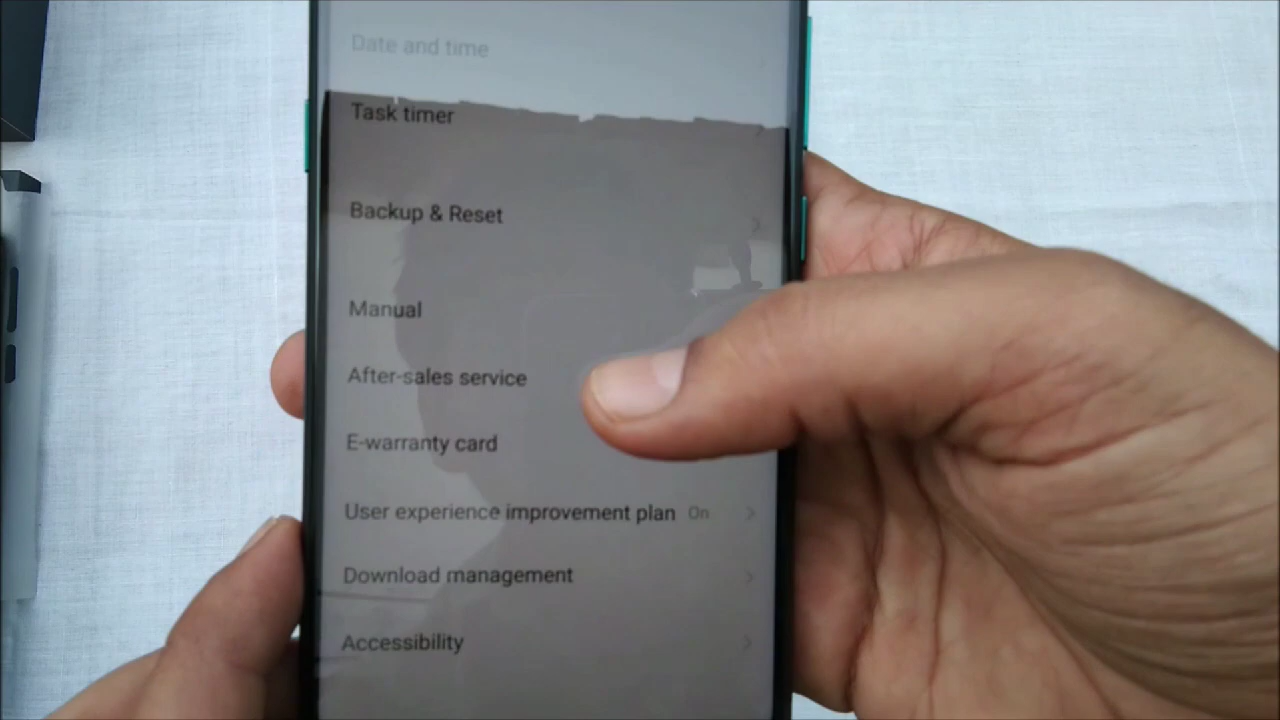 Date and time
Task timer
Backup & Reset
Manual
After-sales service
E-warranty card
User experience improvement plan On
Download management
Accessibility